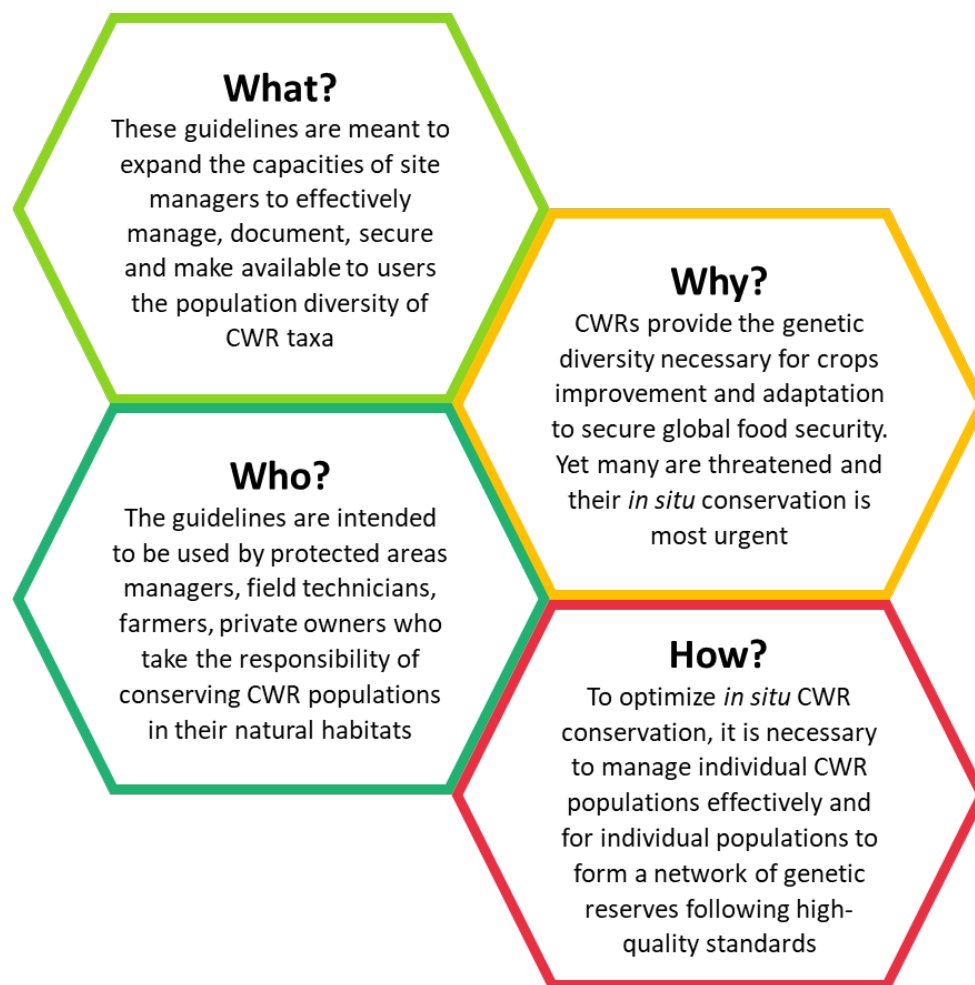 What?
These guidelines are meant to
expand the capacities of site
managers to effectively
manage, document, secure
and make available to users
the population diversity of
CWR taxa
Why?
CWRs provide the genetic
diversity necessary for crops
improvement and adaptation
to secure global food security.
Yet many are threatened and
their in situ conservation is
most urgent
Who?
The guidelines are intended
to be used by protected areas
managers, field technicians,
farmers, private owners who
take the responsibility of
conserving CWR populations
in their natural habitats
How?
To optimize in situ CWR
conservation, it is necessary
to manage individual CWR
populations effectively and
for individual populations to
form a network of genetic
reserves following high-
quality standards